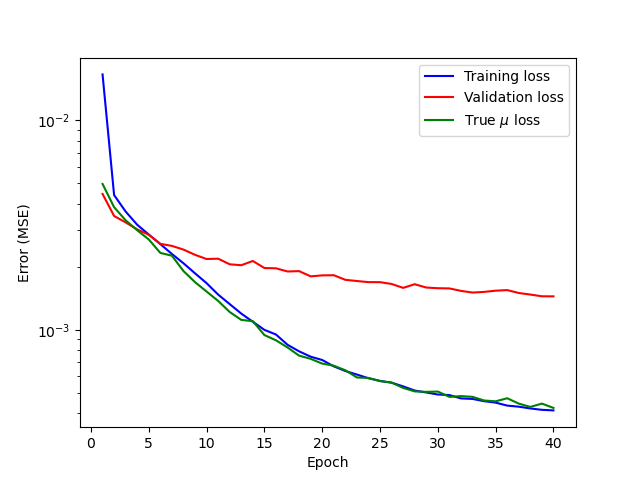 Training loss
Validation loss
True μ loss
10⁻²
10⁻³
Error (MSE)
0 5 10 15 20 25 30 35 40
Epoch